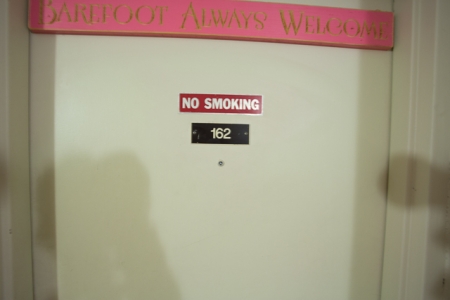 BAREFOOT ALWAYS WELCOME
NO SMOKING
162